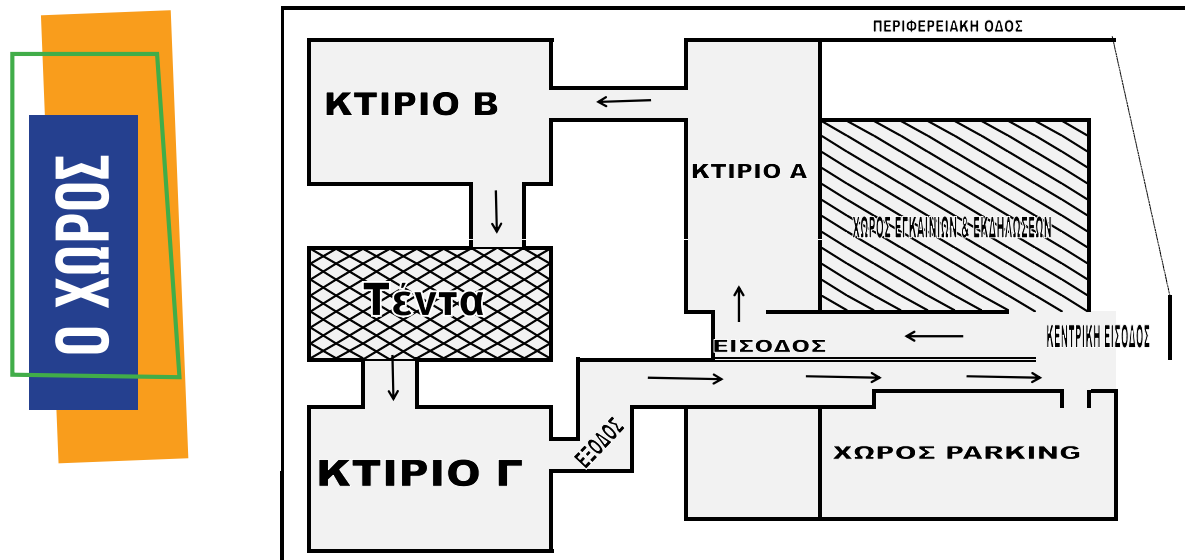 Ο ΧΩΡΟΣ
ΠΕΡΙΦΕΡΕΙΑΚΗ ΟΔΟΣ
ΚΤΙΡΙΟ Β
ΚΤΙΡΙΟ Α
ΧΩΡΟΣ ΕΓΚΑΙΝΙΩΝ & ΕΚΔΗΛΩΣΕΩΝ
Τέντα
ΕΙΣΟΔΟΣ
ΚΕΝΤΡΙΚΗ ΕΙΣΟΔΟΣ
ΕΞΟΔΟΣ
ΚΤΙΡΙΟ Γ
ΧΩΡΟΣ PARKING